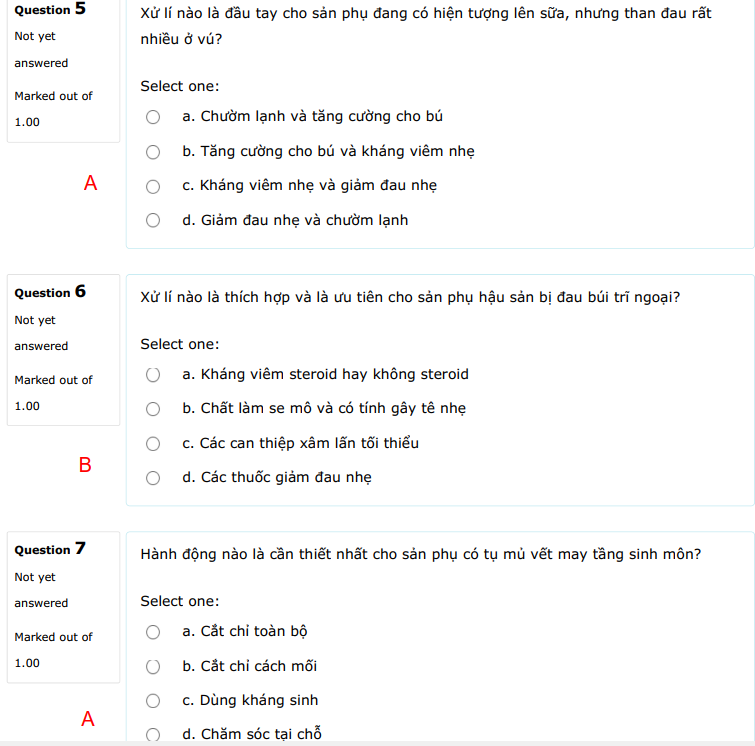 Question 5
Not yet
answered
Marked out of
1.00
A
Xử lí nào là đầu tay cho sản phụ đang có hiện tượng lên sữa, nhưng than đau rất
nhiều ở vú?
Select one:
a. Chườm lạnh và tăng cường cho bú
b. Tăng cường cho bú và kháng viêm nhẹ
c. Kháng viêm nhẹ và giảm đau nhẹ
d. Giảm đau nhẹ và chườm lạnh
Question 6
Not yet
answered
Marked out of
1.00
B
Xử lí nào là thích hợp và là ưu tiên cho sản phụ hậu sản bị đau búi trĩ ngoại?
Select one:
a. Kháng viêm steroid hay không steroid
b. Chất làm se mô và có tính gây tê nhẹ
c. Các can thiệp xâm lấn tối thiểu
d. Các thuốc giảm đau nhẹ
Question 7
Not yet
answered
Marked out of
1.00
A
Hành động nào là cần thiết nhất cho sản phụ có tụ mủ vết may tầng sinh môn?
Select one:
a. Cắt chỉ toàn bộ
b. Cắt chỉ cách mối
c. Dùng kháng sinh
d. Chăm sóc tại chỗ